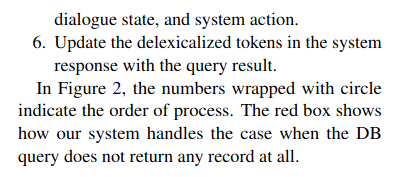 dialogue state, and system action.
6. Update the delexicalized tokens in the system
response with the query result.
In Figure 2, the numbers wrapped with circle
indicate the order of process. The red box shows
how our system handles the case when the DB
query does not return any record at all.